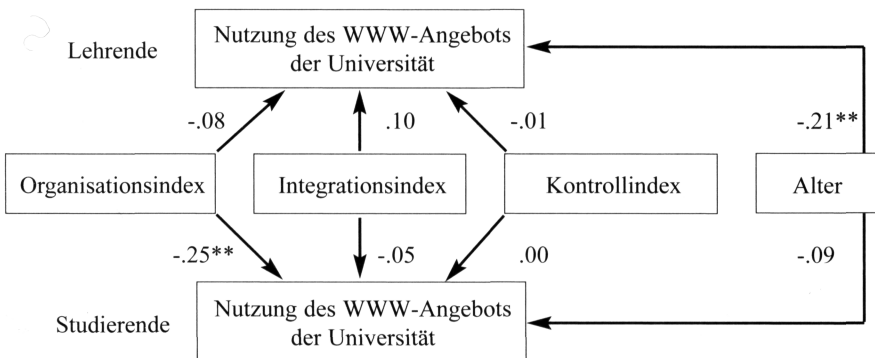 Lehrende
Nutzung des WWW-Angebots
der Universität
-.08
.10
-.01
-.21**
Organisationsindex
Integrationsindex
Kontrollindex
Alter
-.25**
-.05
.00
-.09
Studierende
Nutzung des WWW-Angebots
der Universität